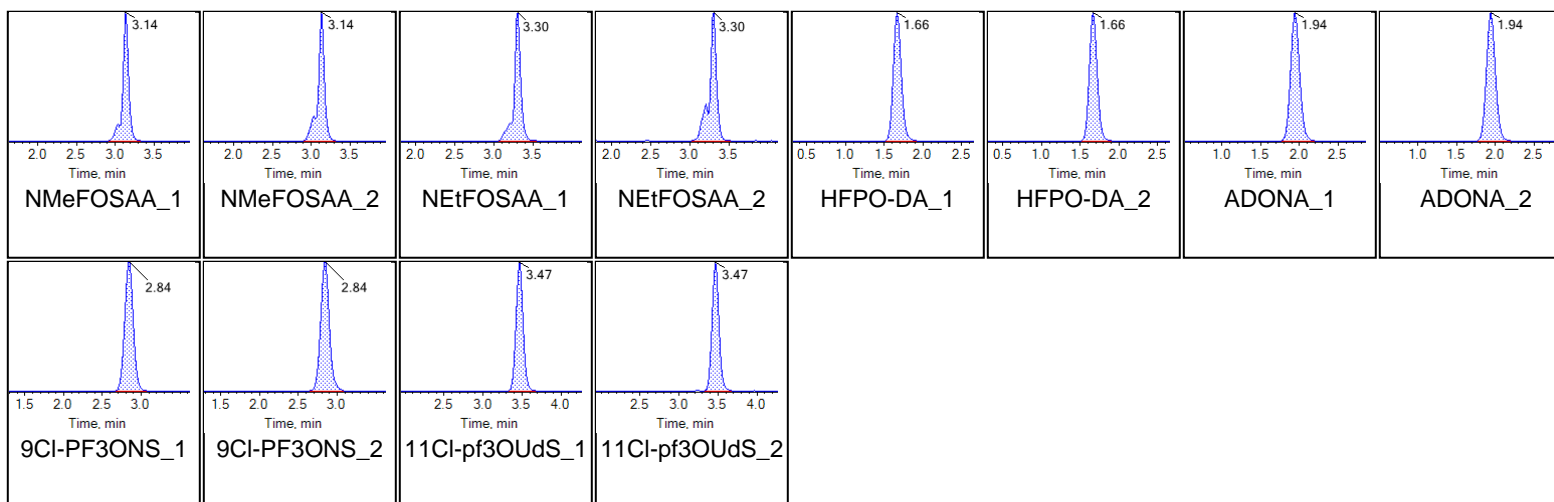 3.14
2.0 2.5 3.0 3.5
Time, min
NMeFOSAA_1
3.14
2.0 2.5 3.0 3.5
Time, min
NMeFOSAA_2
3.30
2.0 2.5 3.0 3.5
Time, min
NEtFOSAA_1
3.30
2.0 2.5 3.0 3.5
Time, min
NEtFOSAA_2
1.66
0.5 1.0 1.5 2.0 2.5
Time, min
HFPO-DA_1
1.66
0.5 1.0 1.5 2.0 2.5
Time, min
HFPO-DA_2
1.94
1.0 1.5 2.0 2.5
Time, min
ADONA_1
1.94
1.0 1.5 2.0 2.5
Time, min
ADONA_2
2.84
1.5 2.0 2.5 3.0
Time, min
9Cl-PF3ONS_1
2.84
1.5 2.0 2.5 3.0
Time, min
9Cl-PF3ONS_2
3.47
2.5 3.0 3.5 4.0
Time, min
11Cl-pf3OUdS_1
3.47
2.5 3.0 3.5 4.0
Time, min
11Cl-pf3OUdS_2